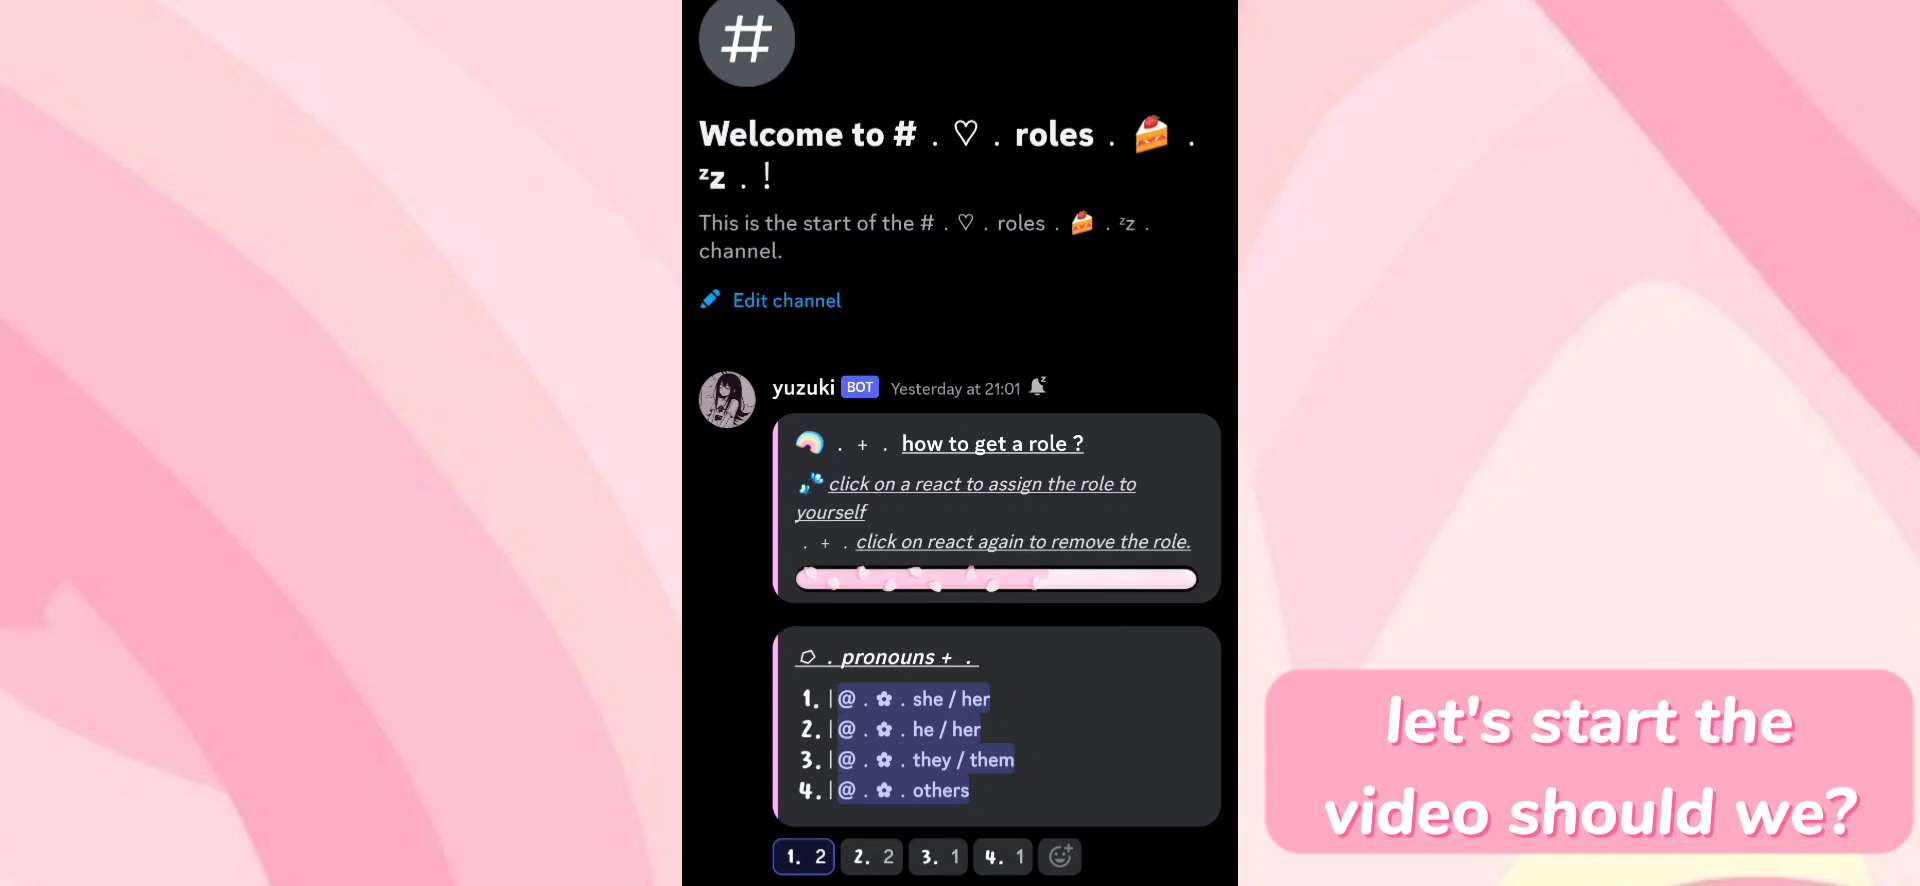 #
Welcome to # . ♡ . roles . 🍰 .
ᶻz . !
This is the start of the # . ♡ . roles . 🍰 . ᶻz .
channel.
Edit channel
yuzuki BOT Yesterday at 21:01
. + . how to get a role ?
click on a react to assign the role to
yourself
. + . click on react again to remove the role.
. pronouns + .
1. | @ . ✿ . she / her
2. | @ . ✿ . he / her
3. | @ . ✿ . they / them
4. | @ . ✿ . others
1. 2 2. 2 3. 1 4. 1
let's start the
video should we?